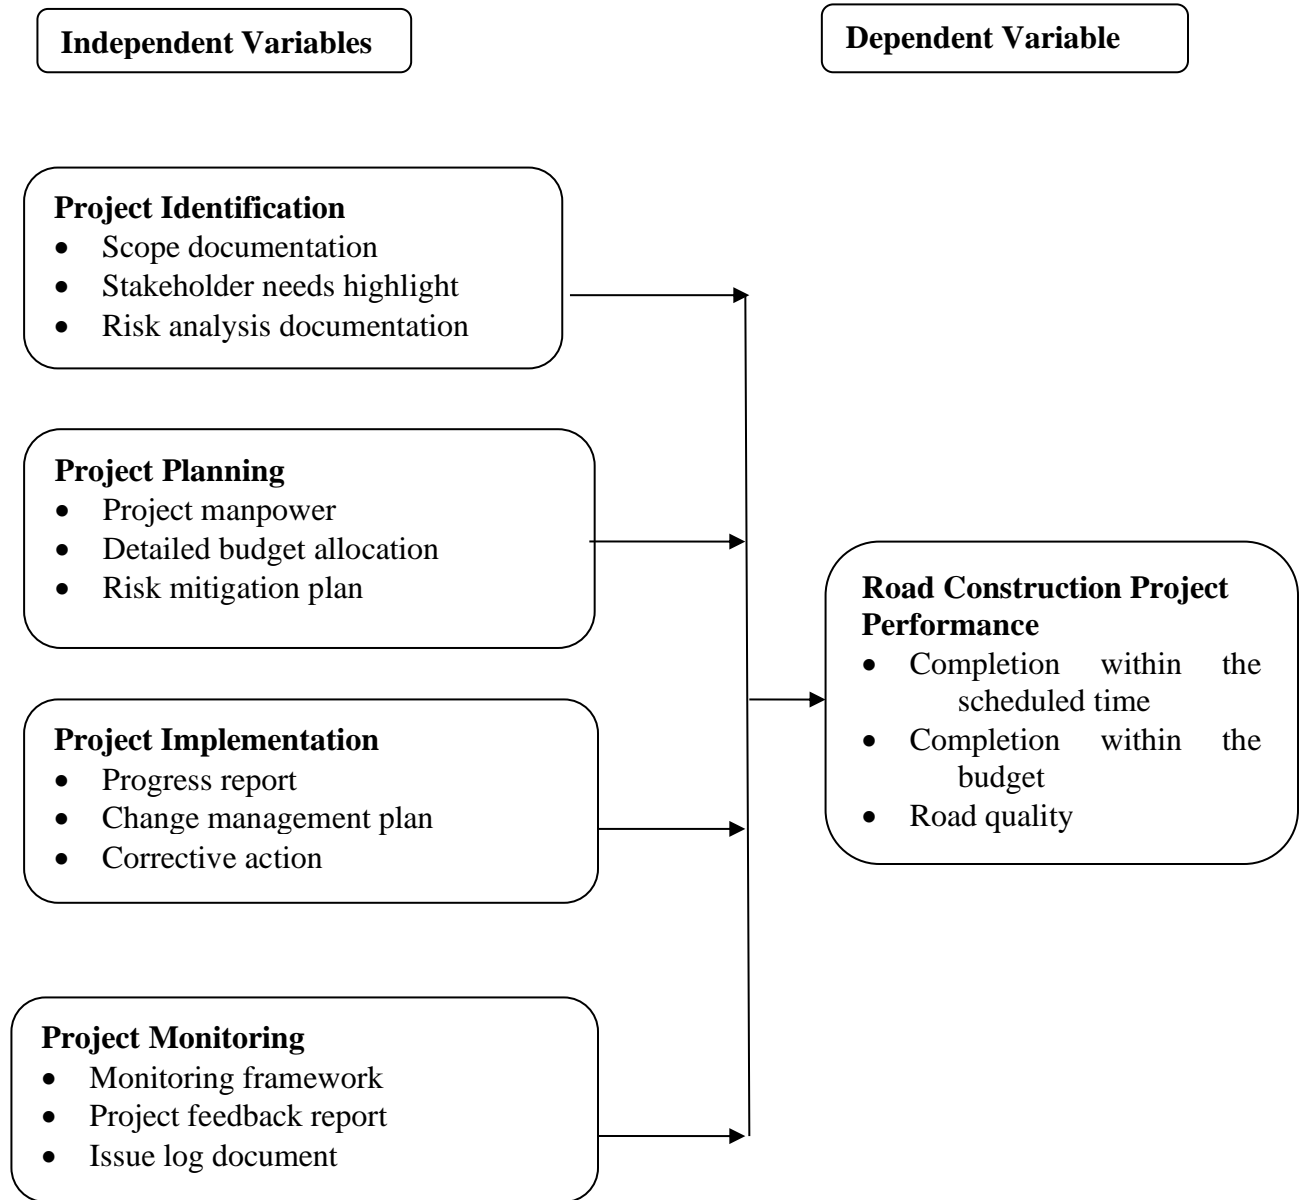 Independent Variables
Dependent Variable
Project Identification
• Scope documentation
• Stakeholder needs highlight
• Risk analysis documentation
Project Planning
• Project manpower
• Detailed budget allocation
• Risk mitigation plan
Project Implementation
• Progress report
• Change management plan
• Corrective action
Project Monitoring
• Monitoring framework
• Project feedback report
• Issue log document
Road Construction Project
Performance
• Completion within the
scheduled time
• Completion within the
budget
• Road quality